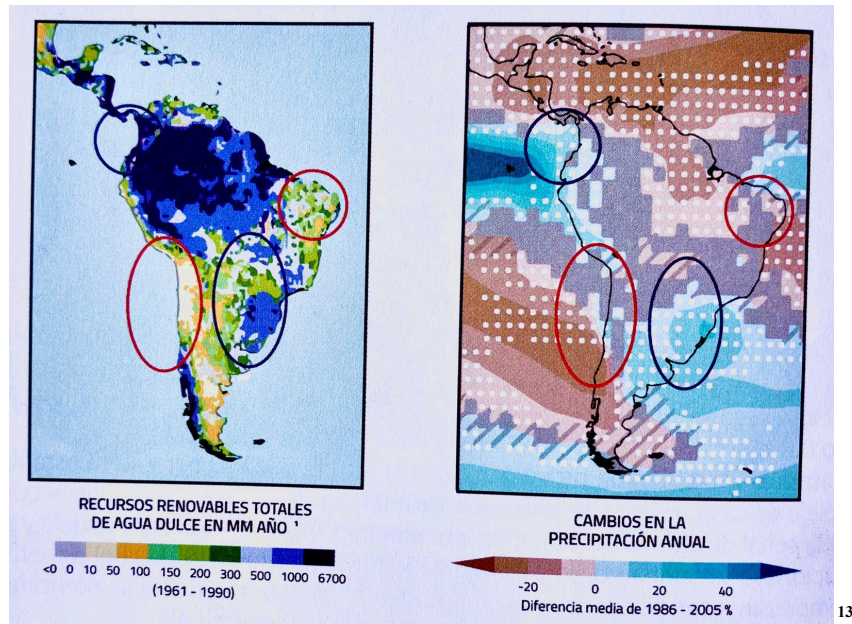 RECURSOS RENOVABLES TOTALES
DE AGUA DULCE EN MM AÑO ¹
<0 0 10 50 100 150 200 300 500 1000 6700
(1961 - 1990)
CAMBIOS EN LA
PRECIPITACIÓN ANUAL
-20 0 20 40
Diferencia media de 1986 - 2005 %
13